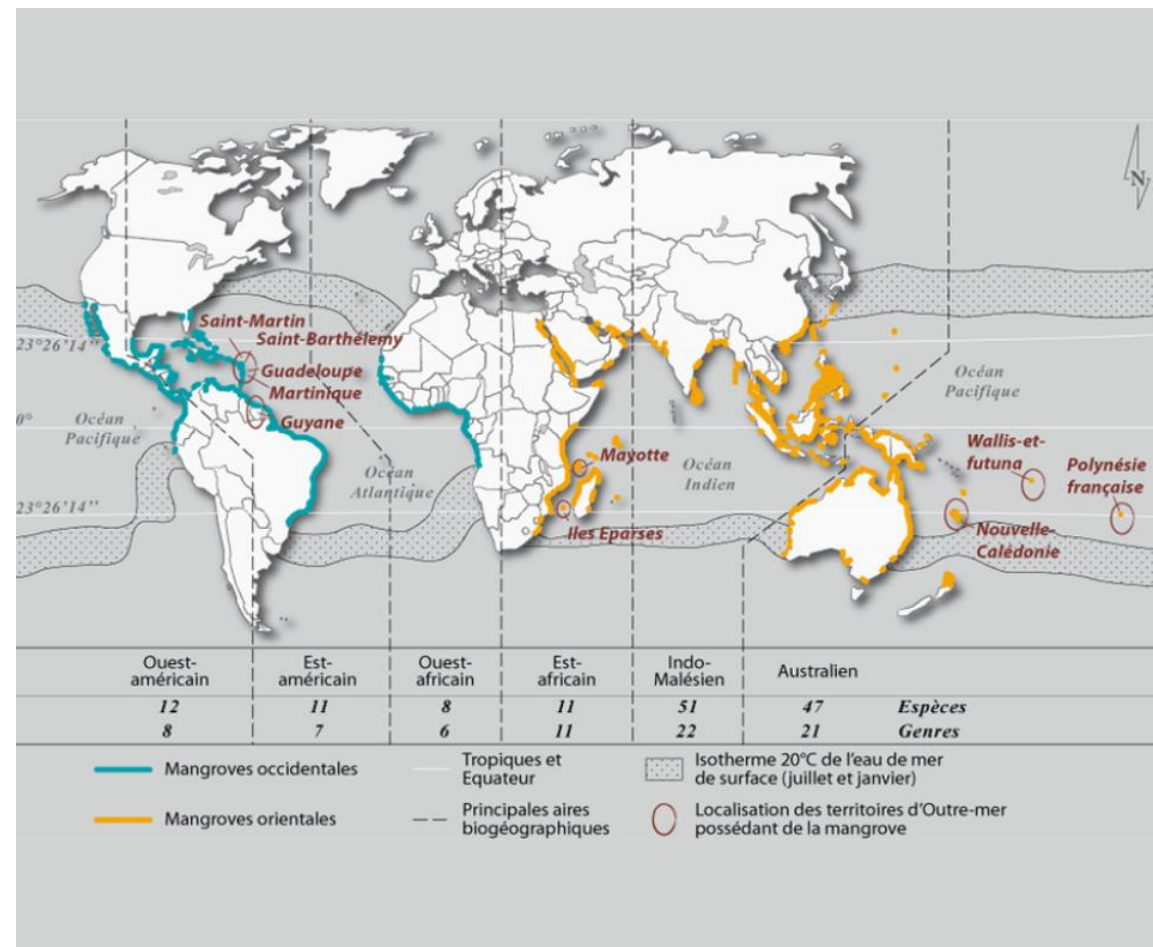 N
Saint-Martin
Saint-Barthélemy
23°26'14"
Guadeloupe
Martinique
Océan
Pacifique
Océan
Pacifique
0°
Guyane
Wallis-et-
futuna
Polynésie
française
Mayotte
Océan
Atlantique
Océan
Indien
23°26'14"
Iles Eparses
Nouvelle-
Calédonie
Ouest-
américain
Est-
américain
Ouest-
africain
Est-
africain
Indo-
Malésien
Australien
12 11 8 11 51 47 Espèces
8 7 6 11 22 21 Genres
Mangroves occidentales
Tropiques et
Equateur
Isotherme 20°C de l'eau de mer
de surface (juillet et janvier)
Mangroves orientales
Principales aires
biogéographiques
Localisation des territoires d'Outre-mer
possédant de la mangrove